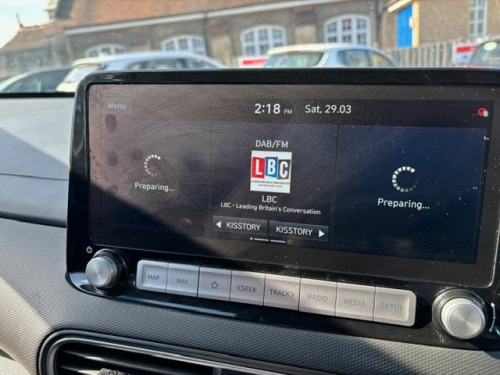 Menu
2:18 PM
Sat, 29.03
DAB/FM
LBC
Preparing...
LBC
LBC - Leading Britain's Conversation
Preparing...
KISSTORY
KISSTORY
MAP
NAV
SEEK
TRACK
RADIO
MEDIA
SETUP